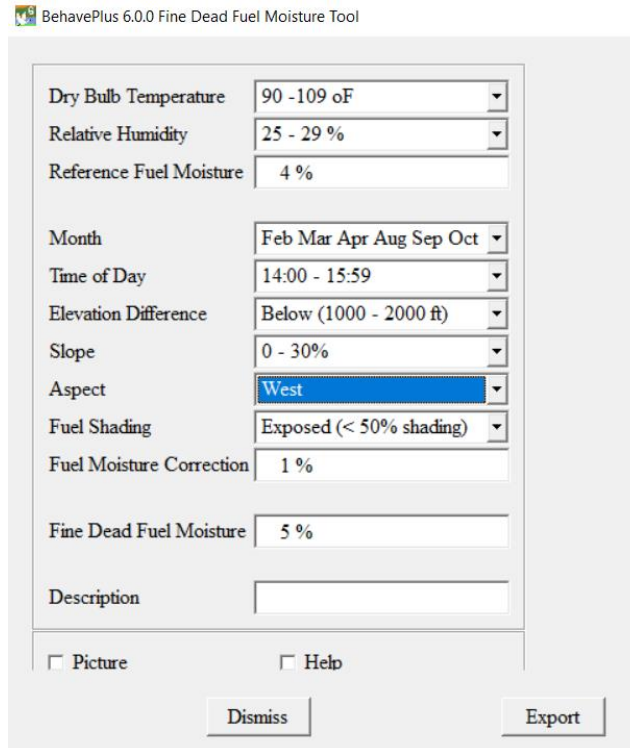 BehavePlus 6.0.0 Fine Dead Fuel Moisture Tool
Dry Bulb Temperature 90 -109 oF
Relative Humidity 25 - 29 %
Reference Fuel Moisture 4 %
Month Feb Mar Apr Aug Sep Oct
Time of Day 14:00 - 15:59
Elevation Difference Below (1000 - 2000 ft)
Slope 0 - 30%
Aspect West
Fuel Shading Exposed (< 50% shading)
Fuel Moisture Correction 1 %
Fine Dead Fuel Moisture 5 %
Description
Picture Help
Dismiss Export